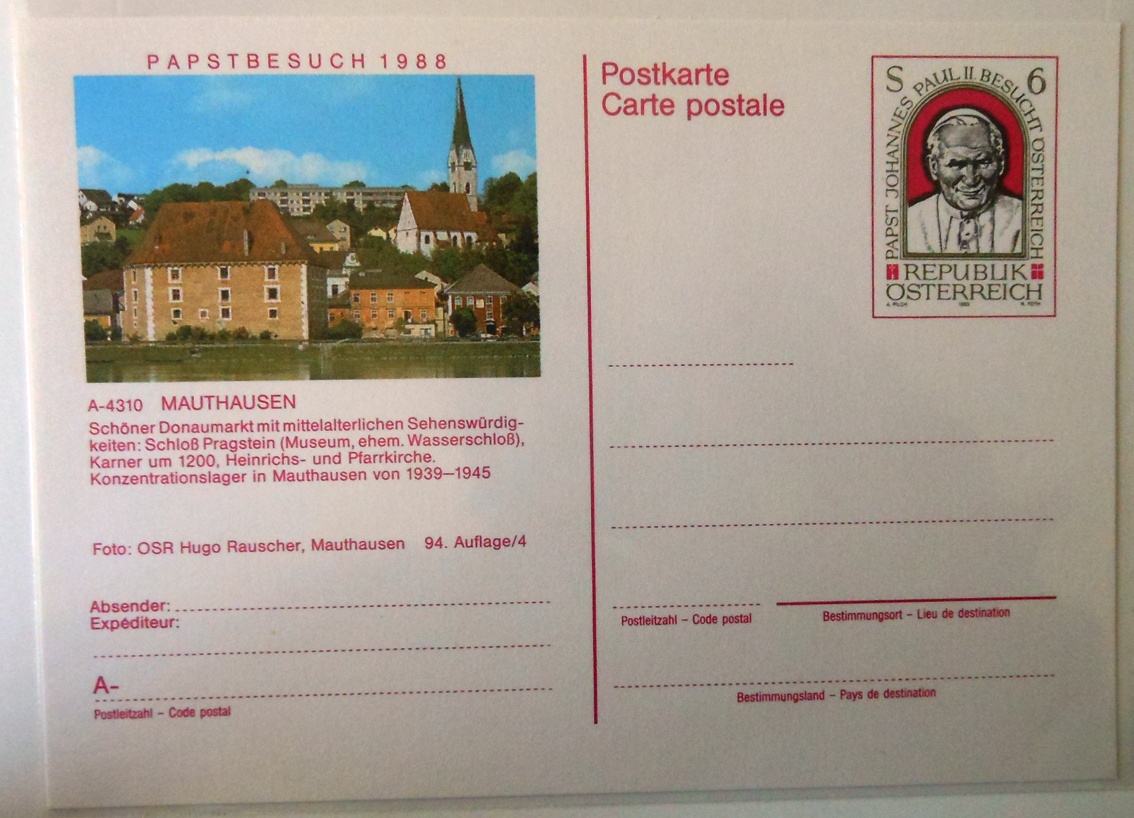 PAPSTBESUCH 1988
A-4310 MAUTHAUSEN
Schöner Donaumarkt mit mittelalterlichen Sehenswürdig-
keiten: Schloß Pragstein (Museum, ehem. Wasserschloß),
Karner um 1200, Heinrichs- und Pfarrkirche.
Konzentrationslager in Mauthausen von 1939–1945
Foto: OSR Hugo Rauscher, Mauthausen 94. Auflage/4
Absender:
Expéditeur:
A-
Postleitzahl – Code postal
Postkarte
Carte postale
S 6
PAPST JOHANNES PAUL II. BESUCHT ÖSTERREICH
REPUBLIK
ÖSTERREICH
A. PILCH 1983
Postleitzahl – Code postal
Bestimmungsort – Lieu de destination
Bestimmungsland – Pays de destination